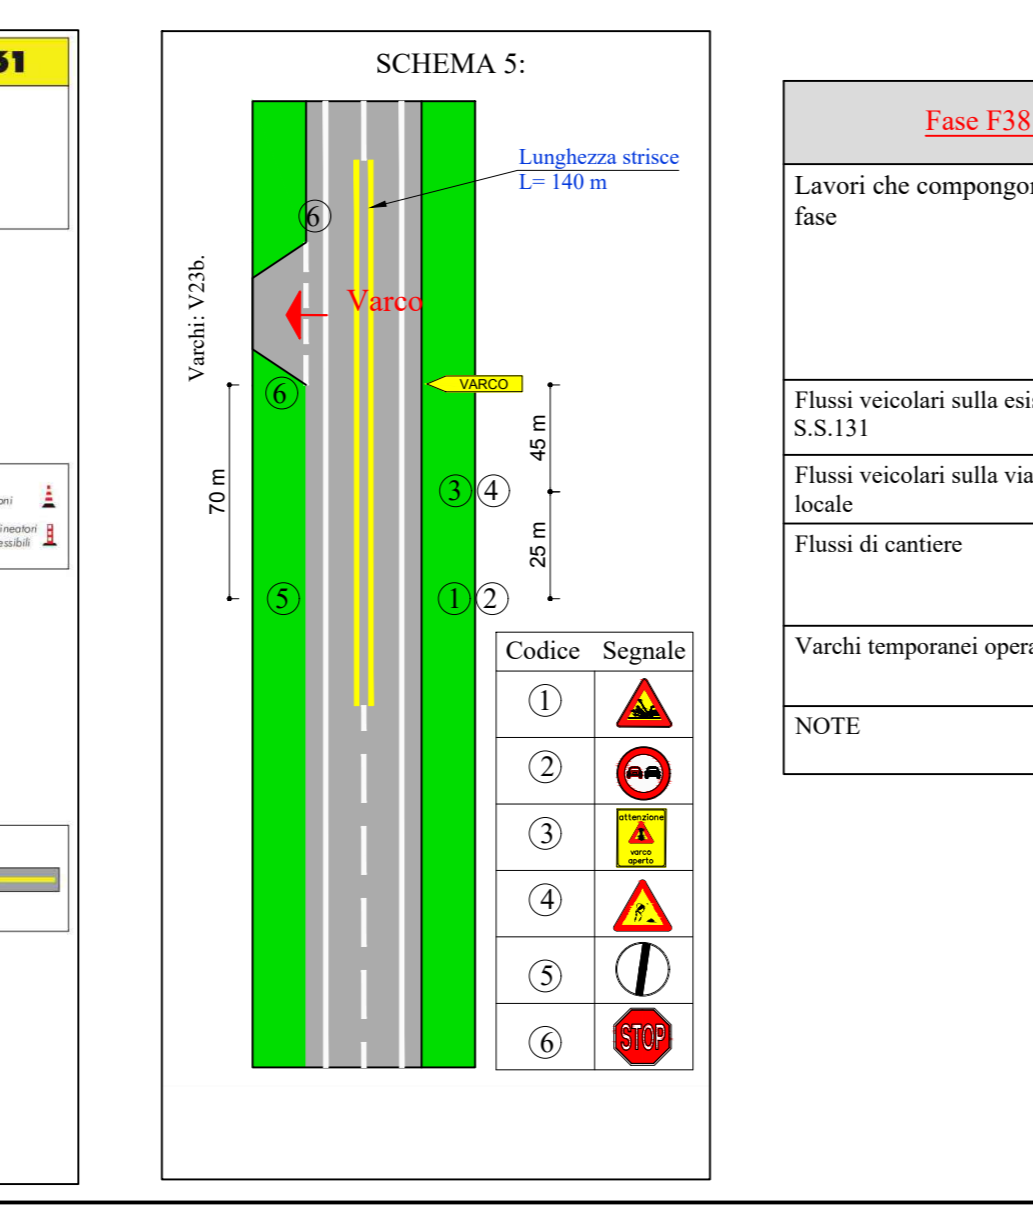 31
oni
ineatori
essibili
SCHEMA 5:
Lunghezza strisce
L= 140 m
6
Varchi: V23b.
Varco
VARCO
6
70 m
45 m
3 4
25 m
5
1 2
Codice Segnale
1
2
3
attenzione
varco
aperto
4
5
6
STOP
Fase F38
Lavori che compongon
fase
Flussi veicolari sulla esis
S.S.131
Flussi veicolari sulla via
locale
Flussi di cantiere
Varchi temporanei opera
NOTE